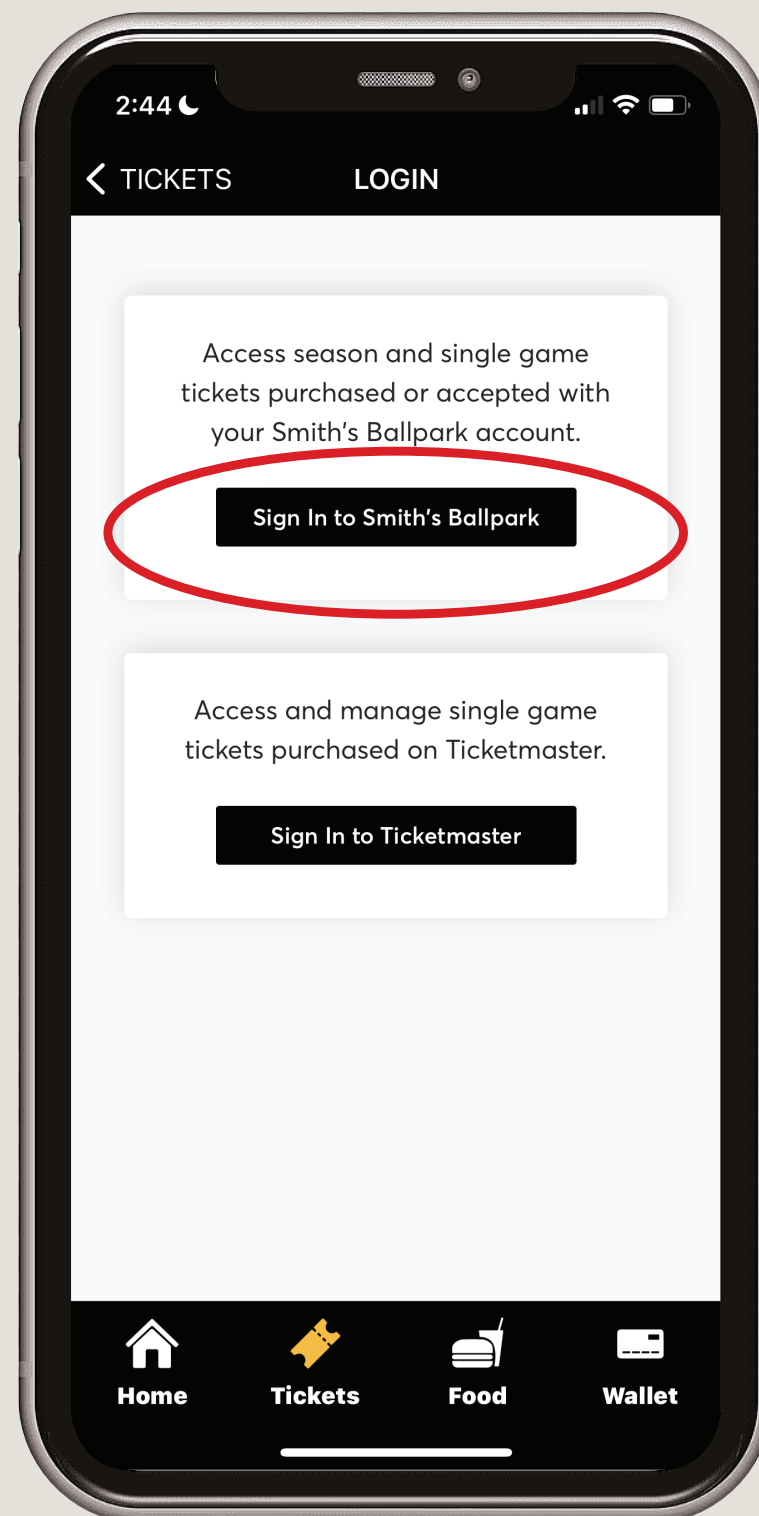 2:44
TICKETS
LOGIN
Access season and single game
tickets purchased or accepted with
your Smith's Ballpark account.
Sign In to Smith's Ballpark
Access and manage single game
tickets purchased on Ticketmaster.
Sign In to Ticketmaster
Home
Tickets
Food
Wallet